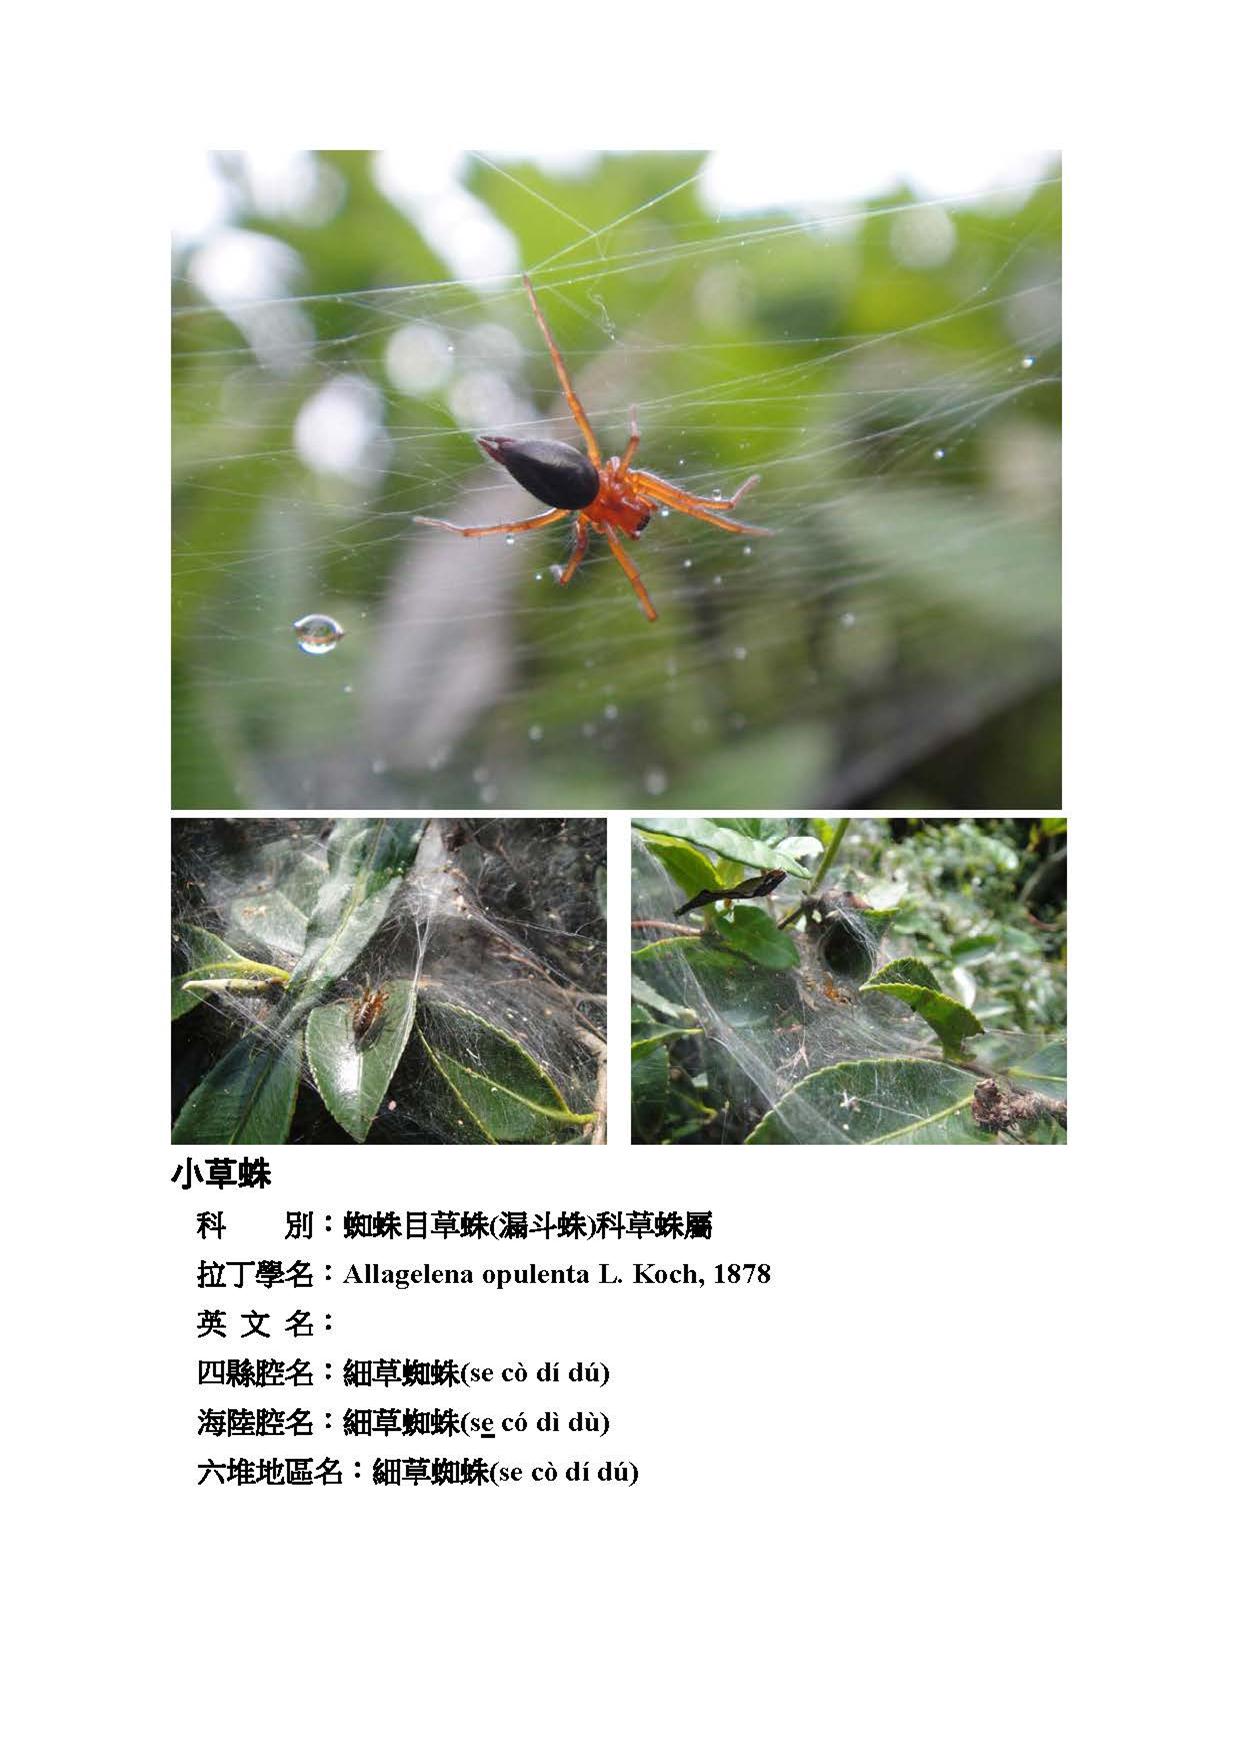 小草蛛
科　　別：蜘蛛目草蛛(漏斗蛛)科草蛛屬
拉丁學名：Allagelena opulenta L. Koch, 1878
英 文 名：
四縣腔名：細草蜘蛛(se cò dí dú)
海陸腔名：細草蜘蛛(se có dì dù)
六堆地區名：細草蜘蛛(se cò dí dú)